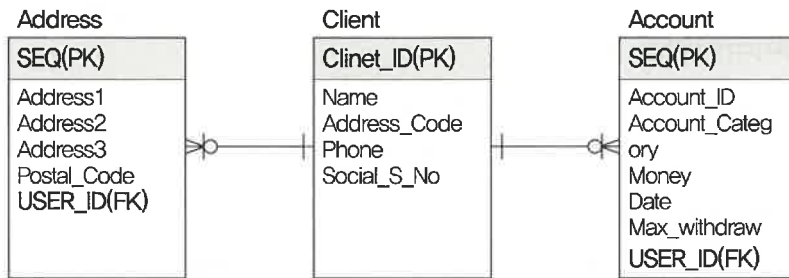 Address
SEQ(PK)
Address1
Address2
Address3
Postal_Code
USER_ID(FK)
Client
Clinet_ID(PK)
Name
Address_Code
Phone
Social_S_No
Account
SEQ(PK)
Account_ID
Account_Categ
ory
Money
Date
Max_withdraw
USER_ID(FK)